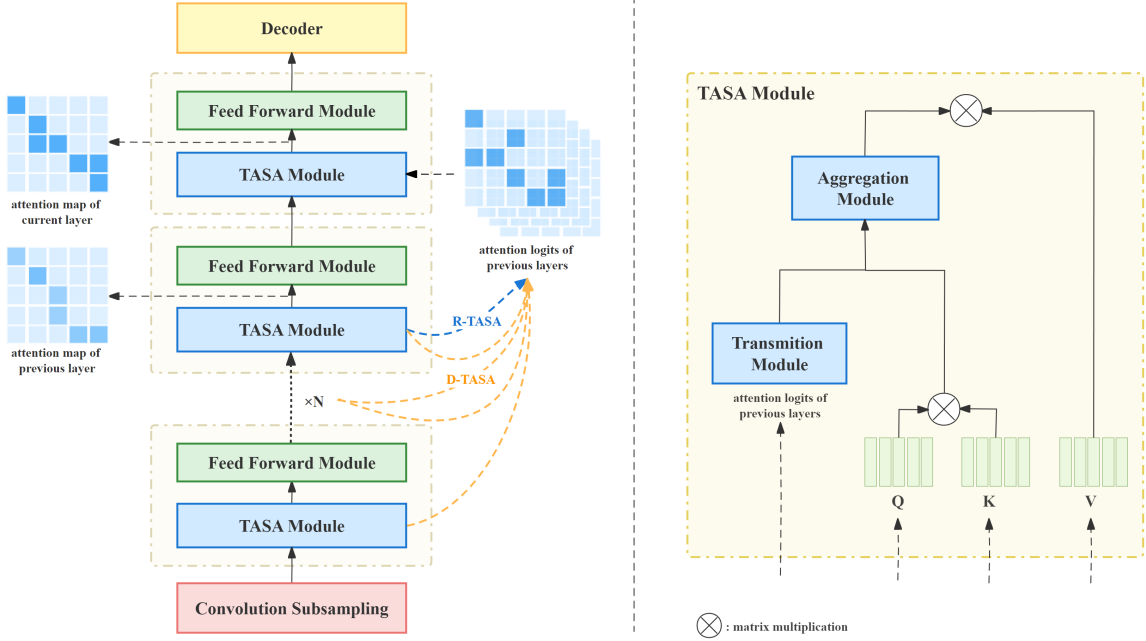 Decoder
Feed Forward Module
TASA Module
attention map of
current layer
attention logits of
previous layers
Feed Forward Module
TASA Module
attention map of
previous layer
R-TASA
D-TASA
×N
Feed Forward Module
TASA Module
Convolution Subsampling
TASA Module
Aggregation
Module
Transmition
Module
attention logits of
previous layers
Q
K
V
: matrix multiplication